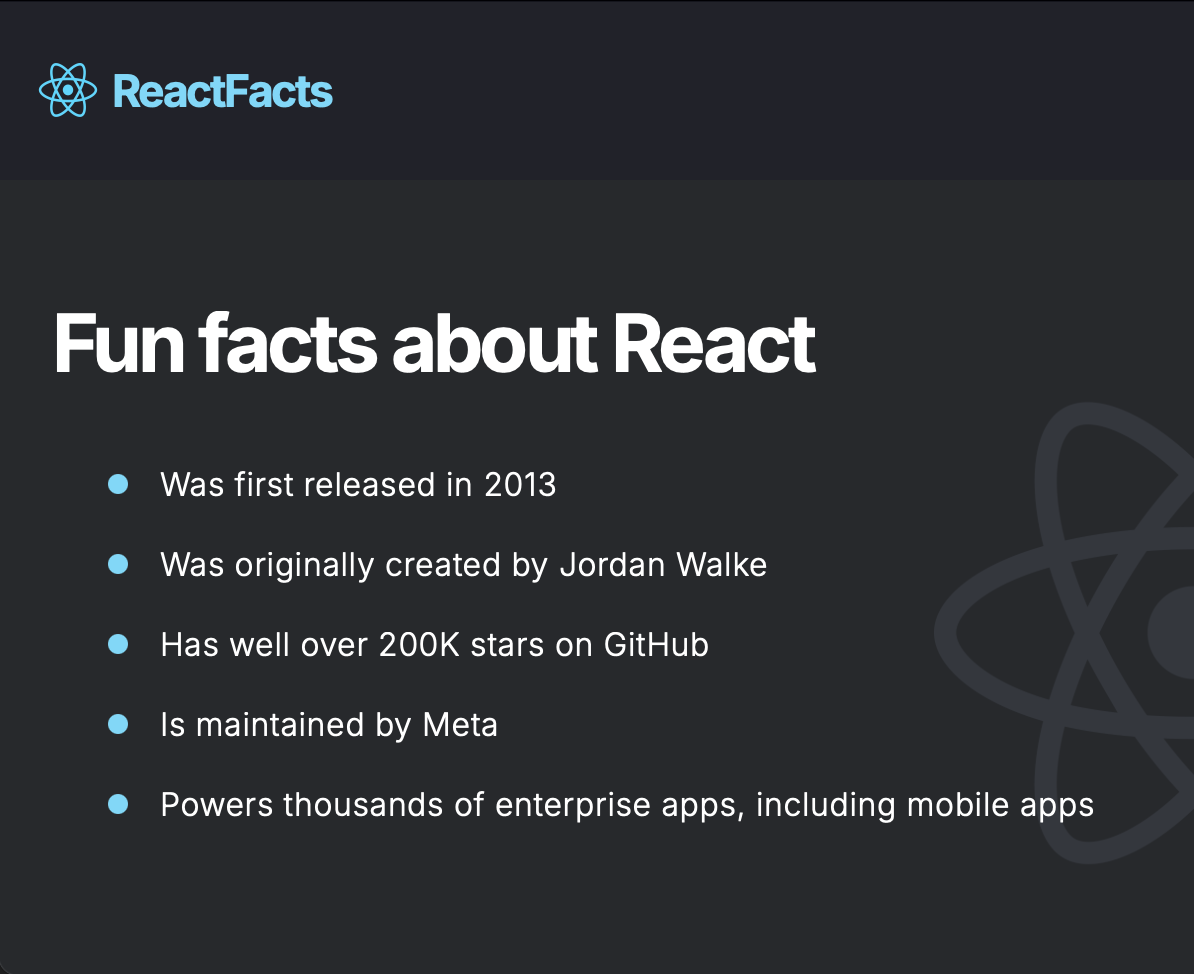 ReactFacts
Fun facts about React
Was first released in 2013
Was originally created by Jordan Walke
Has well over 200K stars on GitHub
Is maintained by Meta
Powers thousands of enterprise apps, including mobile apps